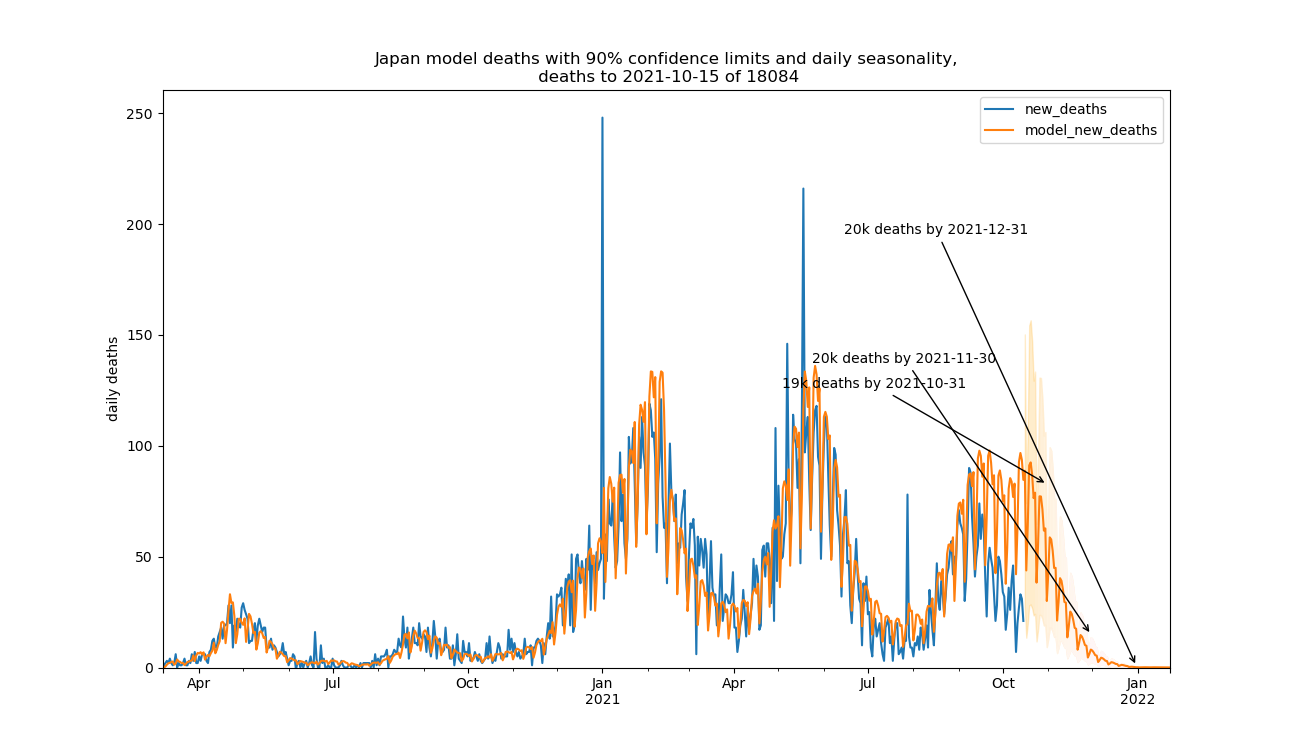 Japan model deaths with 90% confidence limits and daily seasonality,
deaths to 2021-10-15 of 18084
new_deaths
model_new_deaths
daily deaths
250
200
150
100
50
0
20k deaths by 2021-12-31
20k deaths by 2021-11-30
19k deaths by 2021-10-31
Apr
Jul
Oct
Jan
2021
Apr
Jul
Oct
Jan
2022